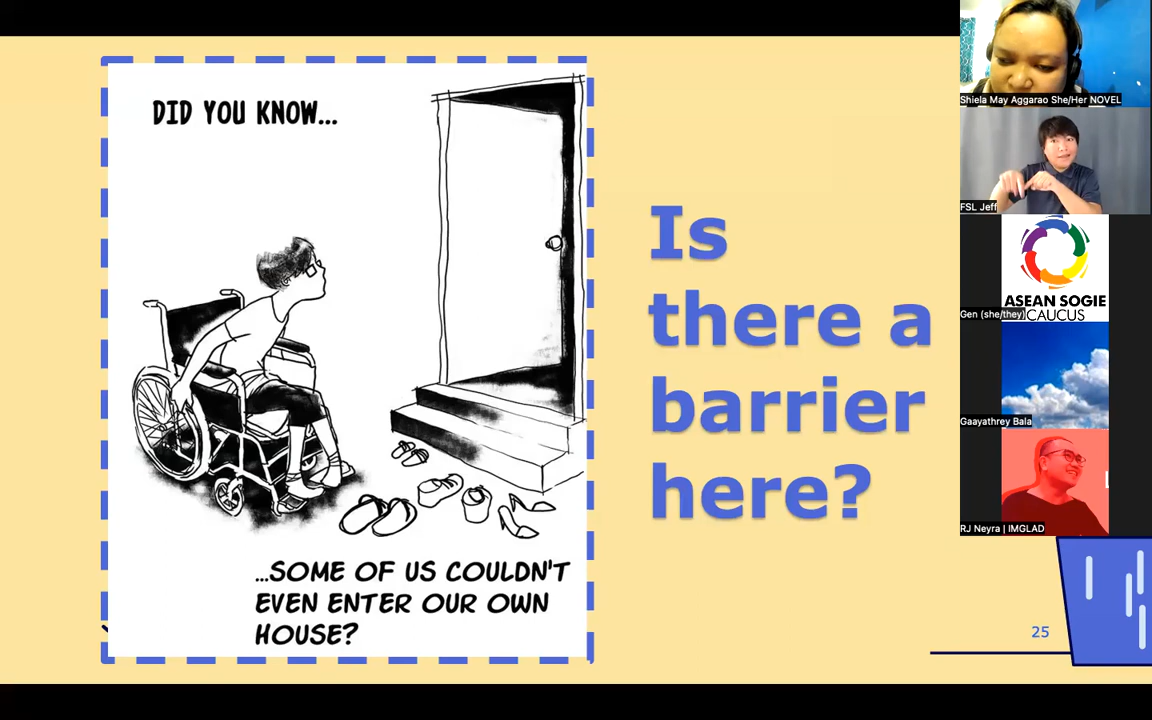 DID YOU KNOW...
...SOME OF US COULDN'T
EVEN ENTER OUR OWN
HOUSE?
Is
there a
barrier
here?
25
Shiela May Aggarao She/Her NOVEL
FSL Jeff
ASEAN SOGIE
CAUCUS
Gen (she/they)
Gaayathrey Bala
RJ Neyra | IMGLAD